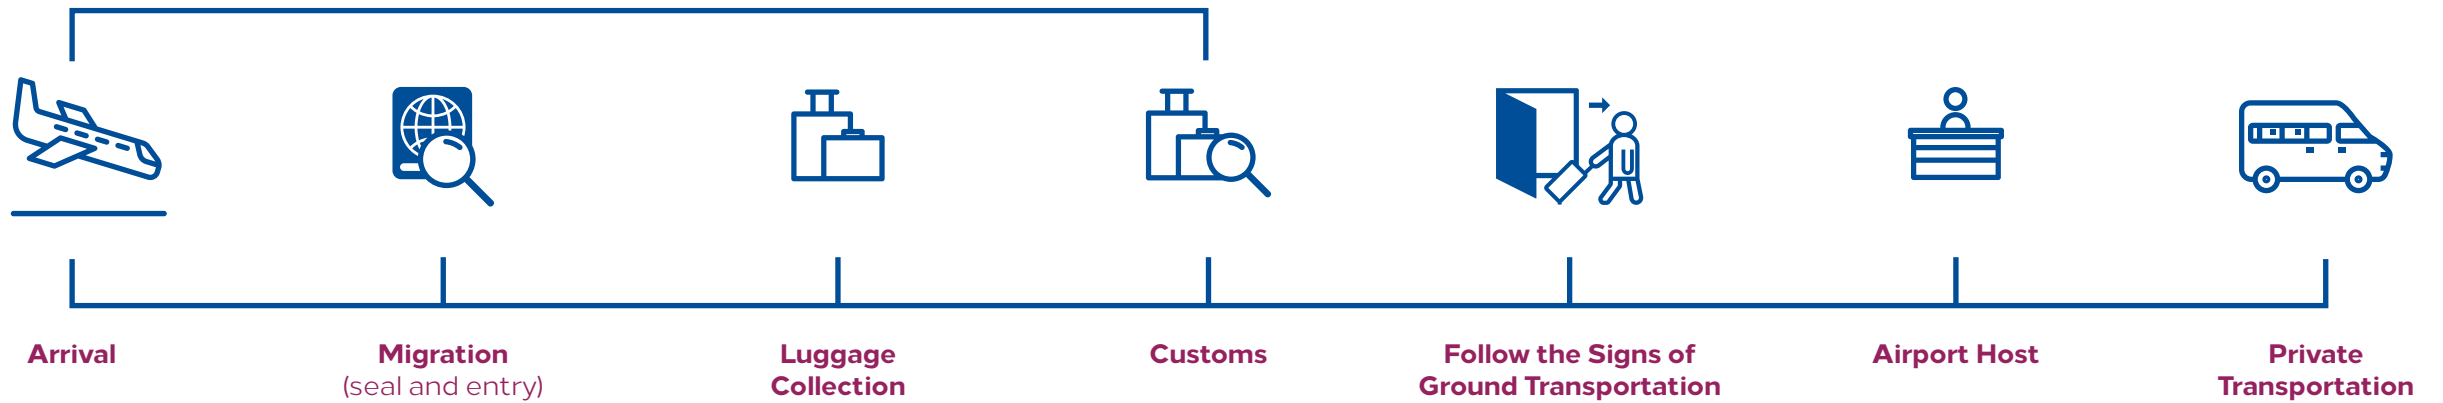 Arrival
Migration
(seal and entry)
Luggage
Collection
Customs
Follow the Signs of
Ground Transportation
Airport Host
Private
Transportation